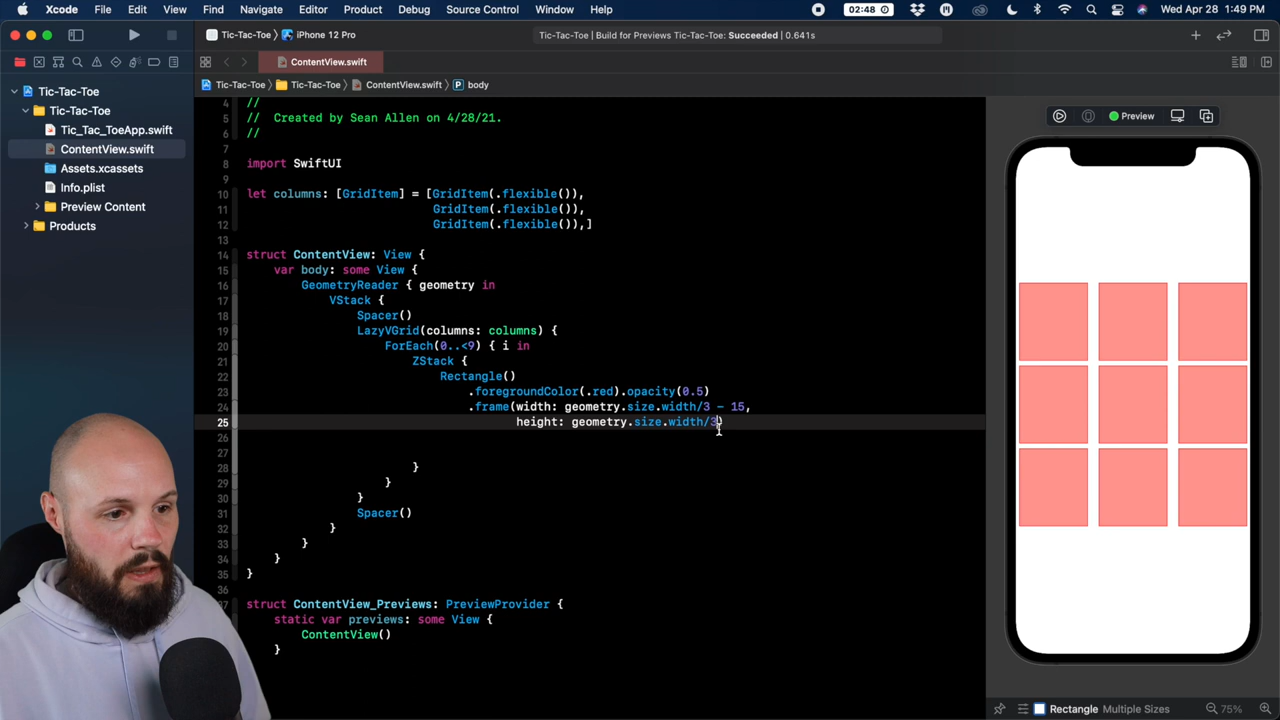 Xcode File Edit View Find Navigate Editor Product Debug Source Control Window Help 02:48 Wed Apr 28 1:49 PM
Tic-Tac-Toe iPhone 12 Pro Tic-Tac-Toe | Build for Previews Tic-Tac-Toe: Succeeded | 0.641s
ContentView.swift
Tic-Tac-Toe Tic-Tac-Toe ContentView.swift body
Tic-Tac-Toe
Tic-Tac-Toe
Tic_Tac_ToeApp.swift
ContentView.swift
Assets.xcassets
Info.plist
Preview Content
Products
4 //
5 // Created by Sean Allen on 4/28/21.
6 //
7
8 import SwiftUI
9
10 let columns: [GridItem] = [GridItem(.flexible()),
11 GridItem(.flexible()),
12 GridItem(.flexible()),]
13
14 struct ContentView: View {
15 var body: some View {
16 GeometryReader { geometry in
17 VStack {
18 Spacer()
19 LazyVGrid(columns: columns) {
20 ForEach(0..<9) { i in
21 ZStack {
22 Rectangle()
23 .foregroundColor(.red).opacity(0.5)
24 .frame(width: geometry.size.width/3 - 15,
25 height: geometry.size.width/3)
26
27
28 }
29 }
30 }
31 Spacer()
32 }
33 }
34 }
35 }
36
37 struct ContentView_Previews: PreviewProvider {
static var previews: some View {
ContentView()
}
Preview
Rectangle Multiple Sizes 75%